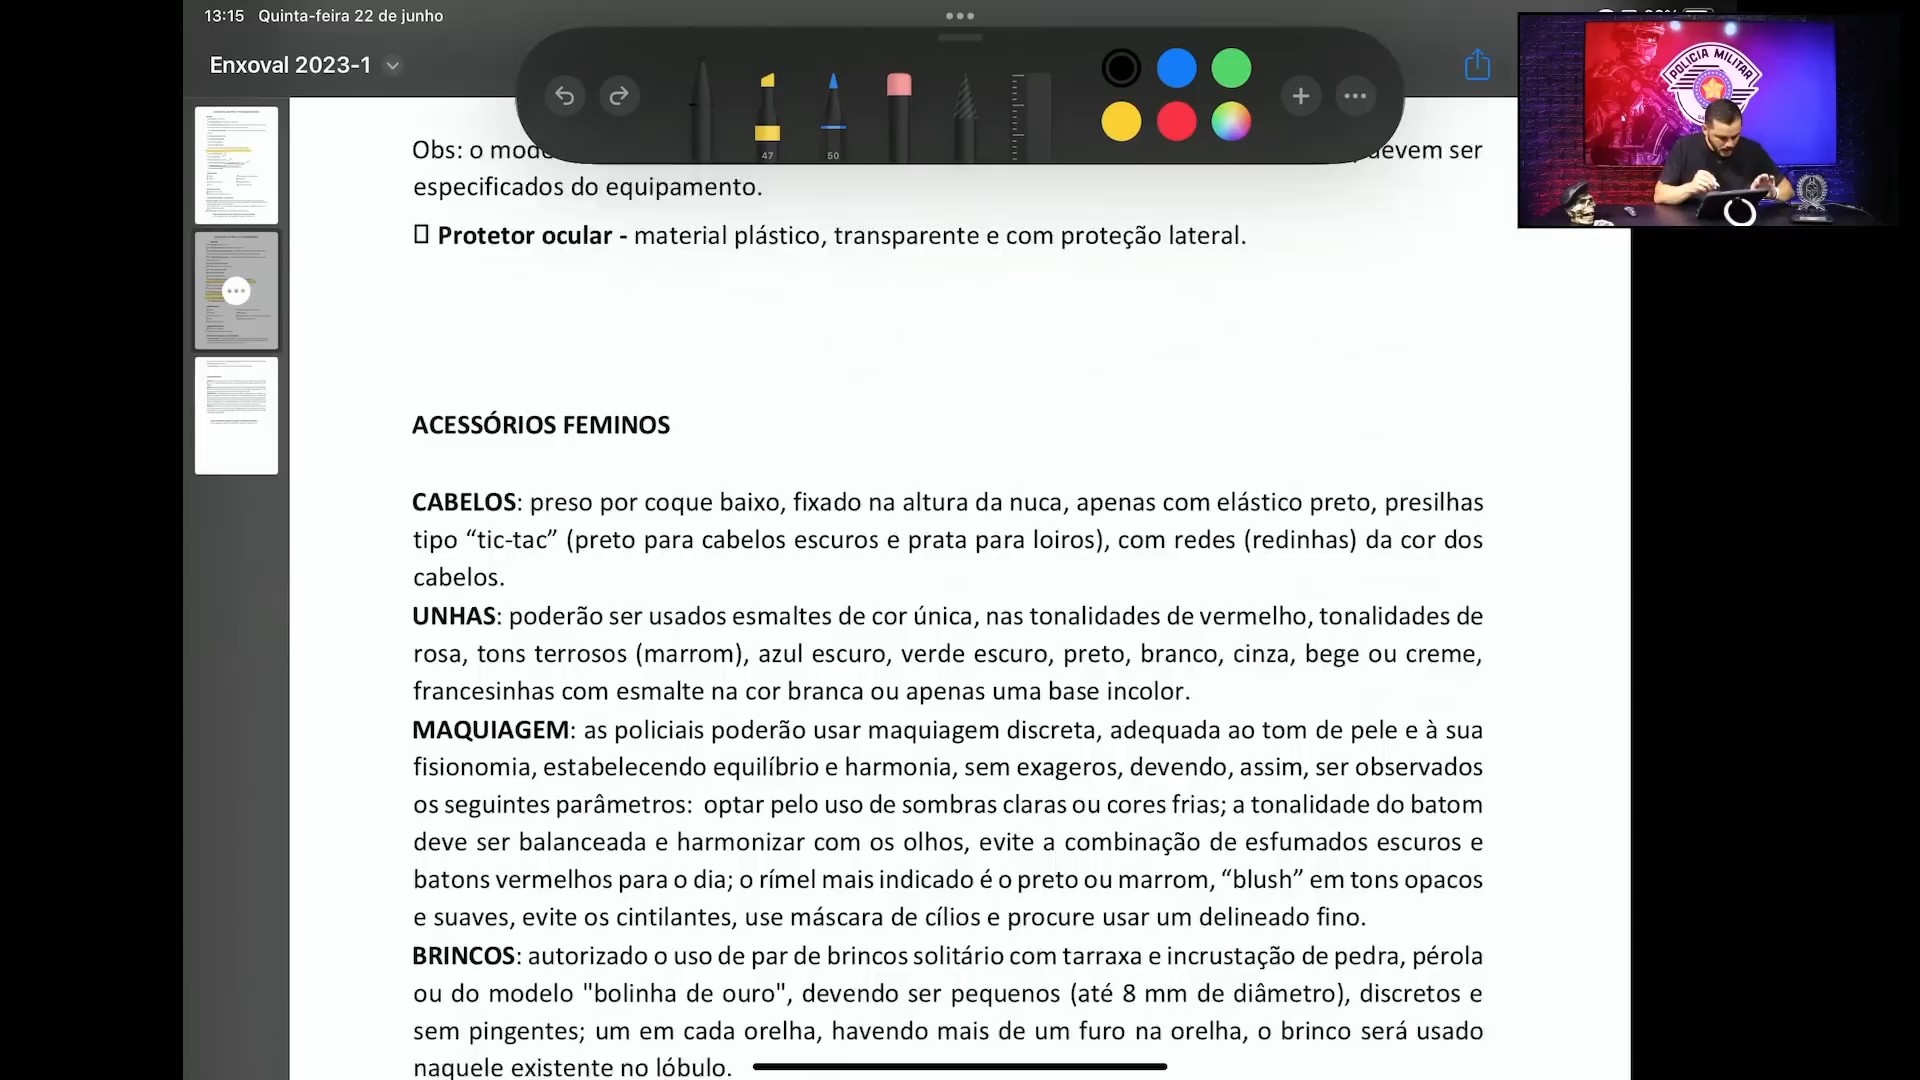 13:15 Quinta-feira 22 de junho
Enxoval 2023-1
47
50
POLICIA MILITAR
Obs: o devem ser
especificados do equipamento.
Protetor ocular - material plástico, transparente e com proteção lateral.
ACESSÓRIOS FEMINOS
CABELOS: preso por coque baixo, fixado na altura da nuca, apenas com elástico preto, presilhas
tipo “tic-tac” (preto para cabelos escuros e prata para loiros), com redes (redinhas) da cor dos
cabelos.
UNHAS: poderão ser usados esmaltes de cor única, nas tonalidades de vermelho, tonalidades de
rosa, tons terrosos (marrom), azul escuro, verde escuro, preto, branco, cinza, bege ou creme,
francesinhas com esmalte na cor branca ou apenas uma base incolor.
MAQUIAGEM: as policiais poderão usar maquiagem discreta, adequada ao tom de pele e à sua
fisionomia, estabelecendo equilíbrio e harmonia, sem exageros, devendo, assim, ser observados
os seguintes parâmetros: optar pelo uso de sombras claras ou cores frias; a tonalidade do batom
deve ser balanceada e harmonizar com os olhos, evite a combinação de esfumados escuros e
batons vermelhos para o dia; o rímel mais indicado é o preto ou marrom, “blush” em tons opacos
e suaves, evite os cintilantes, use máscara de cílios e procure usar um delineado fino.
BRINCOS: autorizado o uso de par de brincos solitário com tarraxa e incrustação de pedra, pérola
ou do modelo "bolinha de ouro", devendo ser pequenos (até 8 mm de diâmetro), discretos e
sem pingentes; um em cada orelha, havendo mais de um furo na orelha, o brinco será usado
naquele existente no lóbulo.